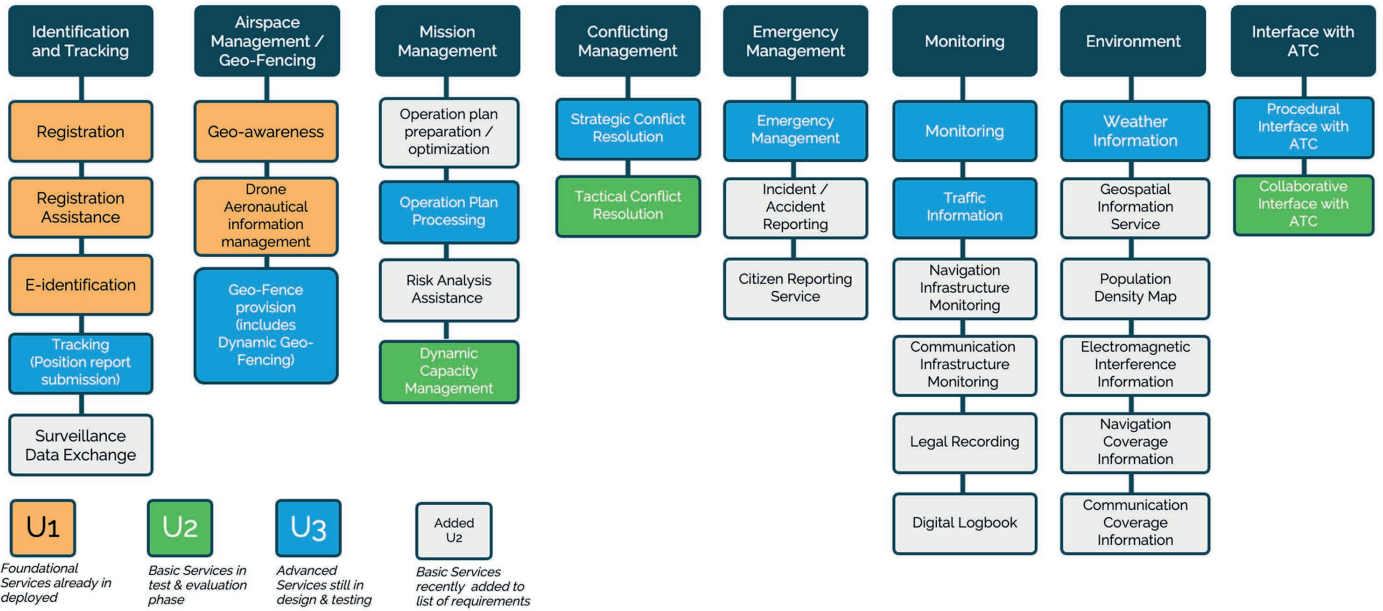 Identification
and Tracking
Registration
Registration
Assistance
E-identification
Tracking
(Position report
submission)
Surveillance
Data Exchange
Airspace
Management /
Geo-Fencing
Geo-awareness
Drone
Aeronautical
information
management
Geo-Fence
provision
(includes
Dynamic Geo-
Fencing)
Mission
Management
Operation plan
preparation /
optimization
Operation Plan
Processing
Risk Analysis
Assistance
Dynamic
Capacity
Management
Conflicting
Management
Strategic Conflict
Resolution
Tactical Conflict
Resolution
Emergency
Management
Emergency
Management
Incident /
Accident
Reporting
Citizen Reporting
Service
Monitoring
Monitoring
Traffic
Information
Navigation
Infrastructure
Monitoring
Communication
Infrastructure
Monitoring
Legal Recording
Digital Logbook
Environment
Weather
Information
Geospatial
Information
Service
Population
Density Map
Electromagnetic
Interference
Information
Navigation
Coverage
Information
Communication
Coverage
Information
Interface with
ATC
Procedural
Interface with
ATC
Collaborative
Interface with
ATC
U1
Foundational
Services already in
deployed
U2
Basic Services in
test & evaluation
phase
U3
Advanced
Services still in
design & testing
Added
U2
Basic Services
recently added to
list of requirements